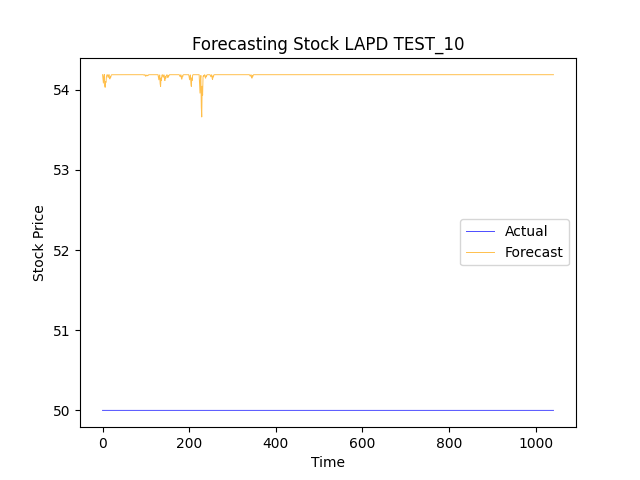 Forecasting Stock LAPD TEST_10
54
53
52
51
50
Stock Price
Actual
Forecast
0 200 400 600 800 1000
Time